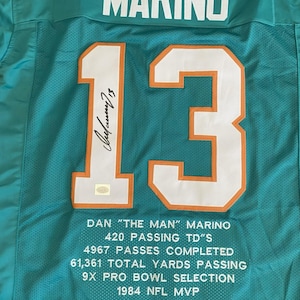 MARINO
13
DAN "THE MAN" MARINO
420 PASSING TD"S
4967 PASSES COMPLETED
61,361 TOTAL YARDS PASSING
9X PRO BOWL SELECTION
1984 NFL MVP